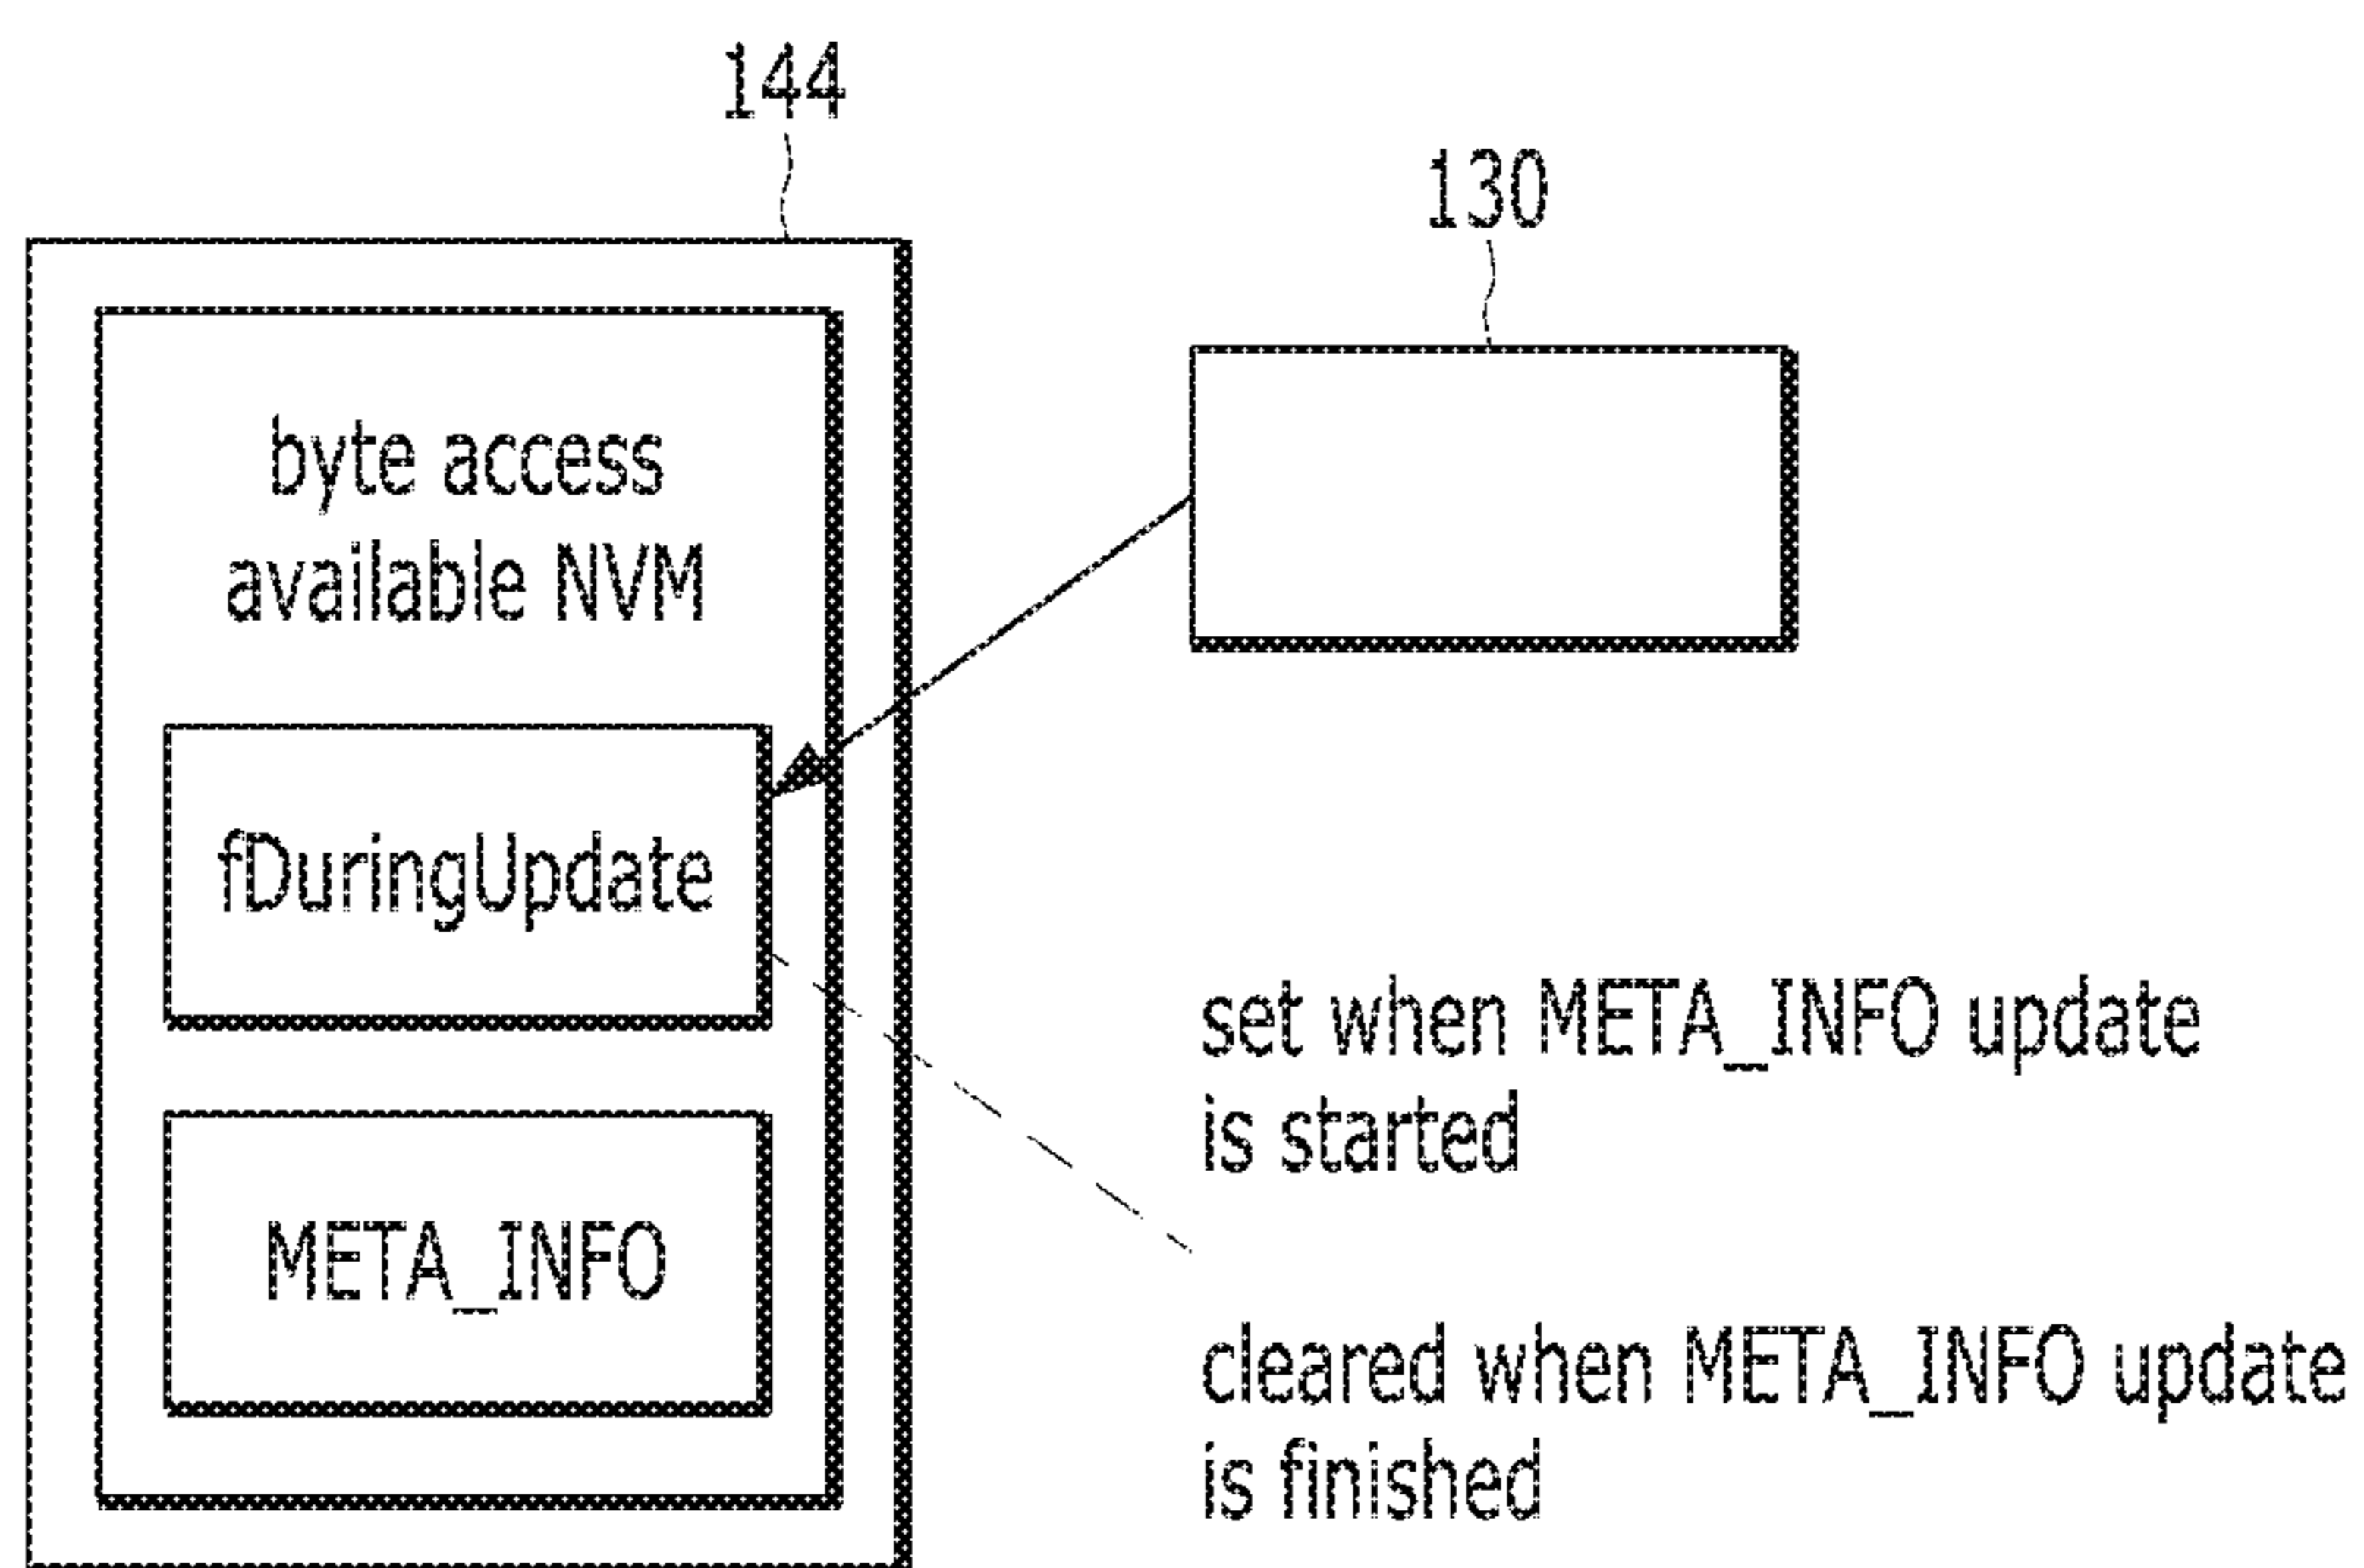 144
130
byte access
available NVM
fDuringUpdate
META_INFO
set when META_INFO update
is started
cleared when META_INFO update
is finished